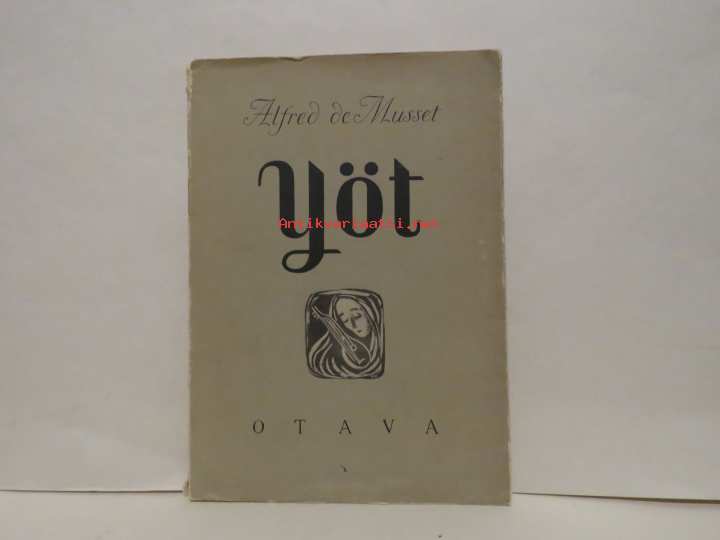 Alfred de Musset
Yöt
Antikvariaatti.net
OTAVA